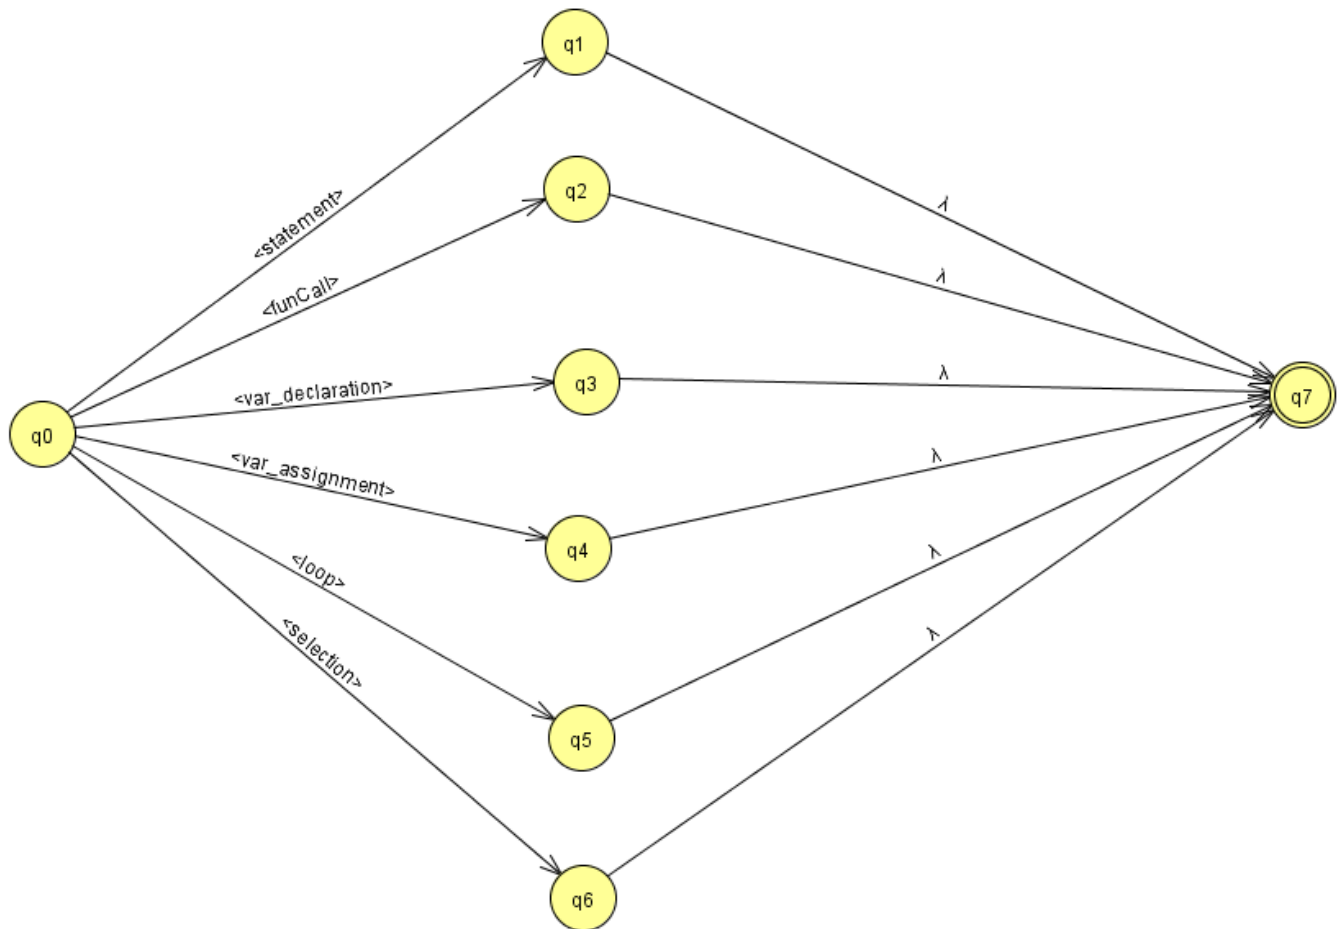 q1
<statement>
λ
q2
<funCall>
λ
q3
<var_declaration>
λ
q0
q7
<var_assignment>
λ
q4
<loop>
λ
q5
<selection>
λ
q6